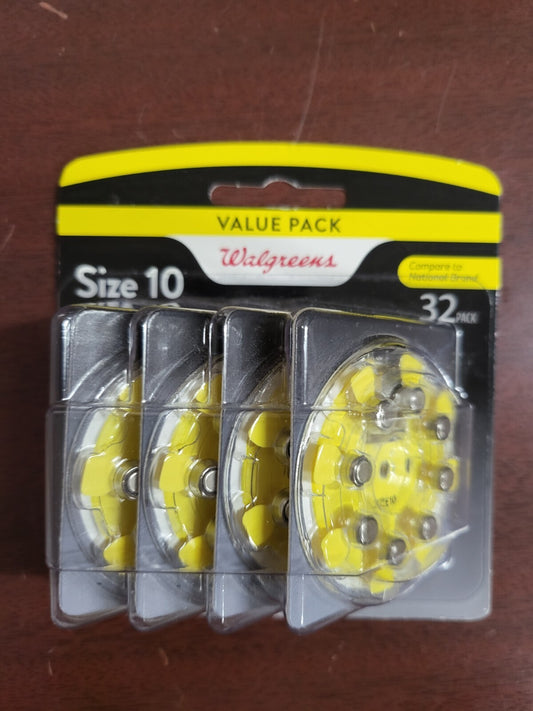 VALUE PACK
Walgreens
Compare to
National Brand
Size 10
32 PACK